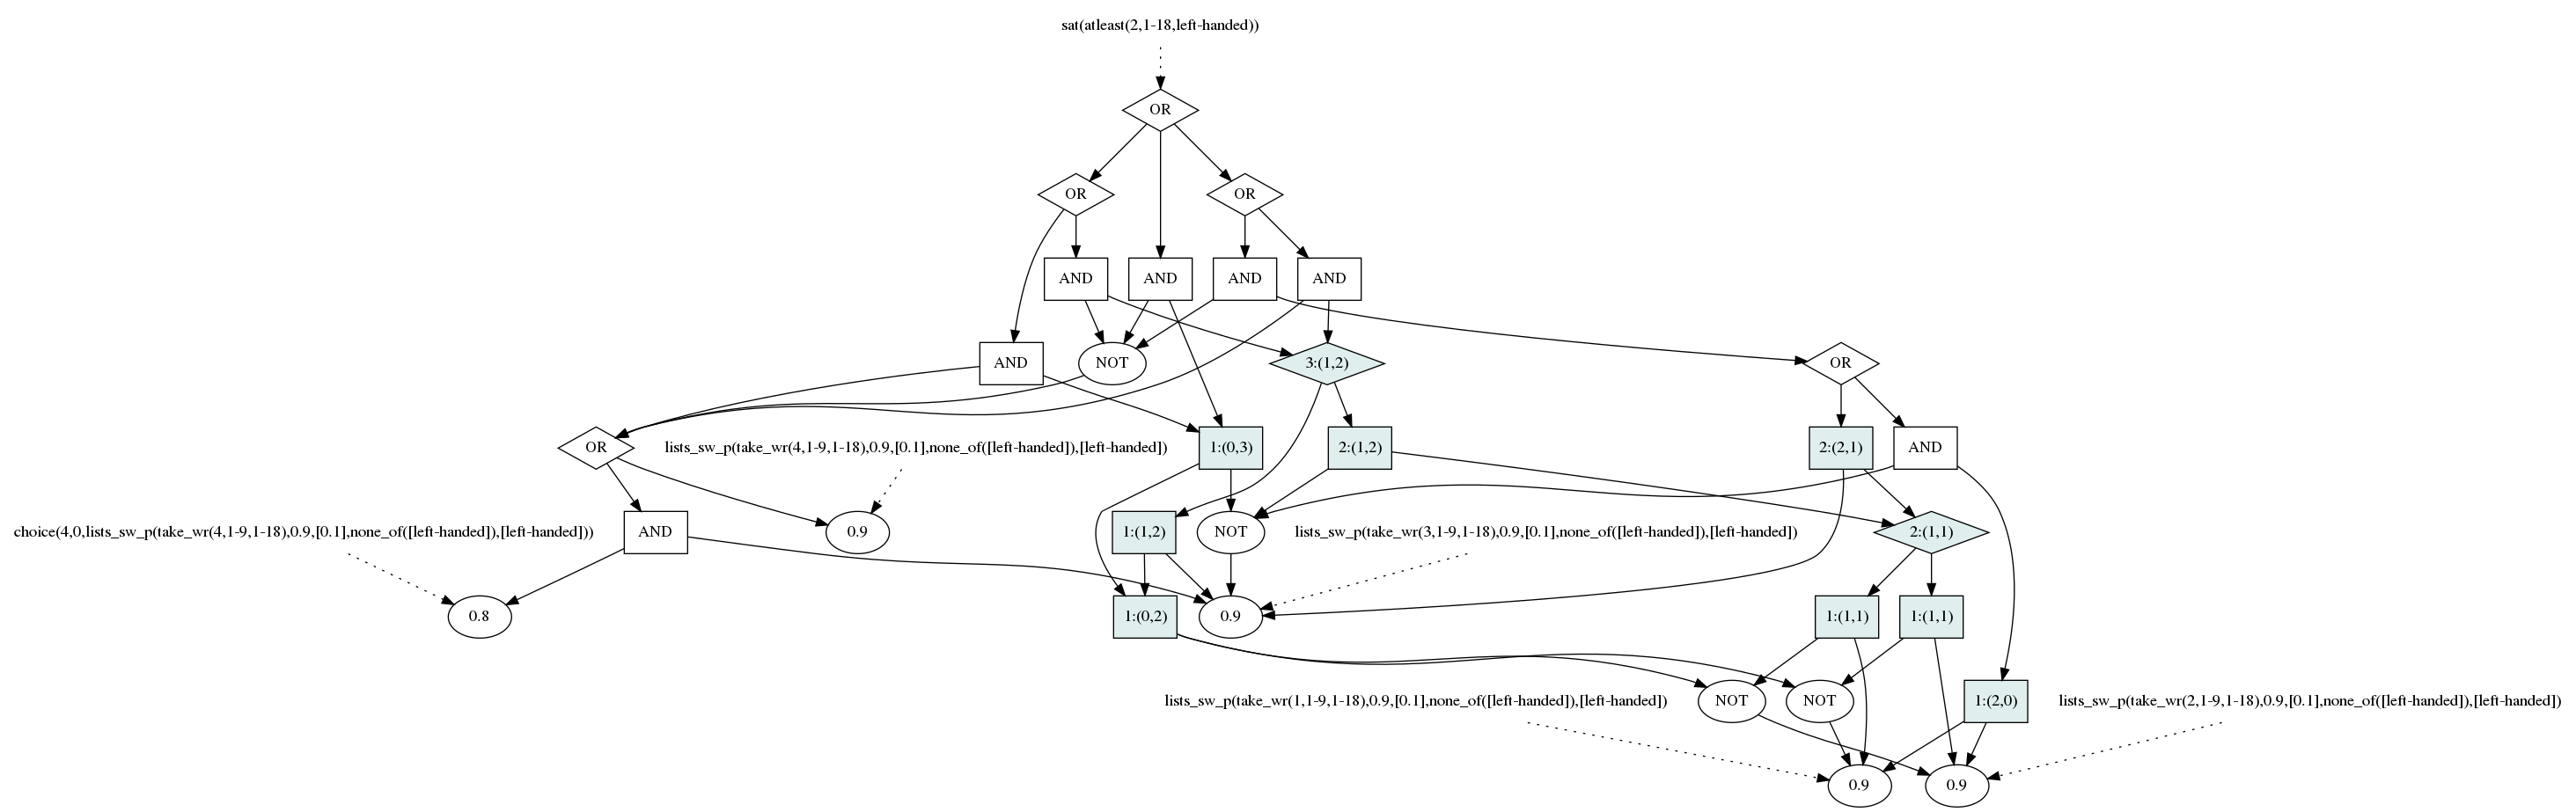 sat(atleast(2,1-18,left-handed))
OR
OR
OR
AND
AND
AND
AND
AND
NOT
3:(1,2)
OR
OR
lists_sw_p(take_wr(4,1-9,1-18),0.9,[0.1],none_of([left-handed]),[left-handed])
1:(0,3)
2:(1,2)
2:(2,1)
AND
choice(4,0,lists_sw_p(take_wr(4,1-9,1-18),0.9,[0.1],none_of([left-handed]),[left-handed]))
AND
0.9
1:(1,2)
NOT
lists_sw_p(take_wr(3,1-9,1-18),0.9,[0.1],none_of([left-handed]),[left-handed])
2:(1,1)
0.8
1:(0,2)
0.9
1:(1,1)
1:(1,1)
lists_sw_p(take_wr(1,1-9,1-18),0.9,[0.1],none_of([left-handed]),[left-handed])
NOT
NOT
1:(2,0)
lists_sw_p(take_wr(2,1-9,1-18),0.9,[0.1],none_of([left-handed]),[left-handed])
0.9
0.9